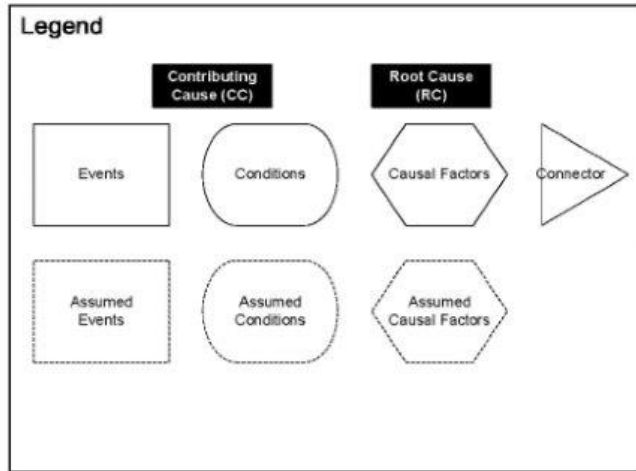 Legend
Contributing
Cause (CC)
Root Cause
(RC)
Events
Conditions
Causal Factors
Connector
Assumed
Events
Assumed
Conditions
Assumed
Causal Factors